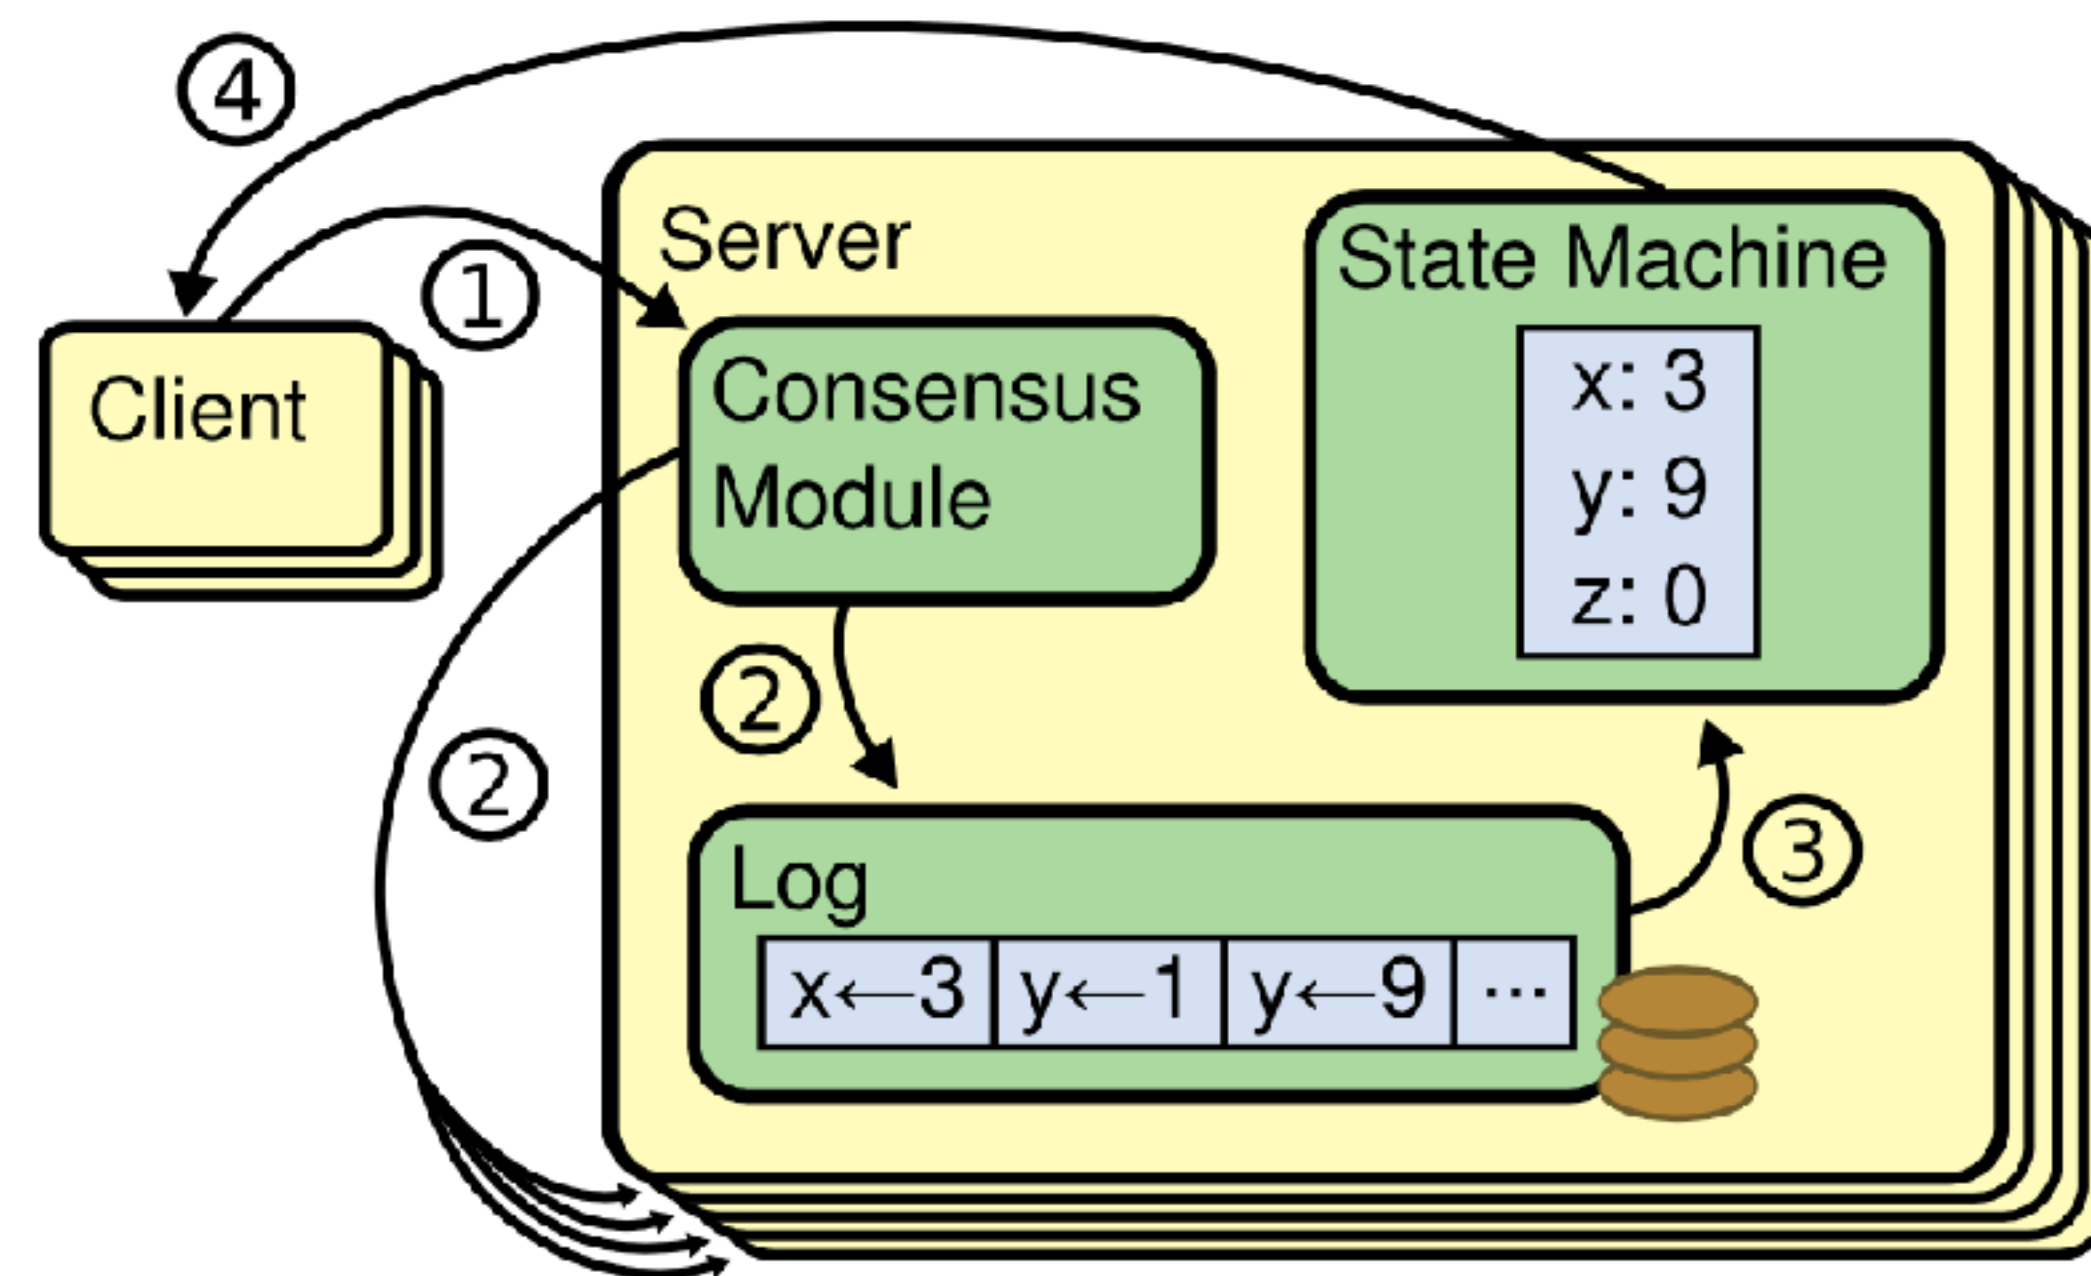 ④
①
Server
State Machine
Client
Consensus
Module
x: 3
y: 9
z: 0
②
②
③
Log
x←3 y←1 y←9 ...